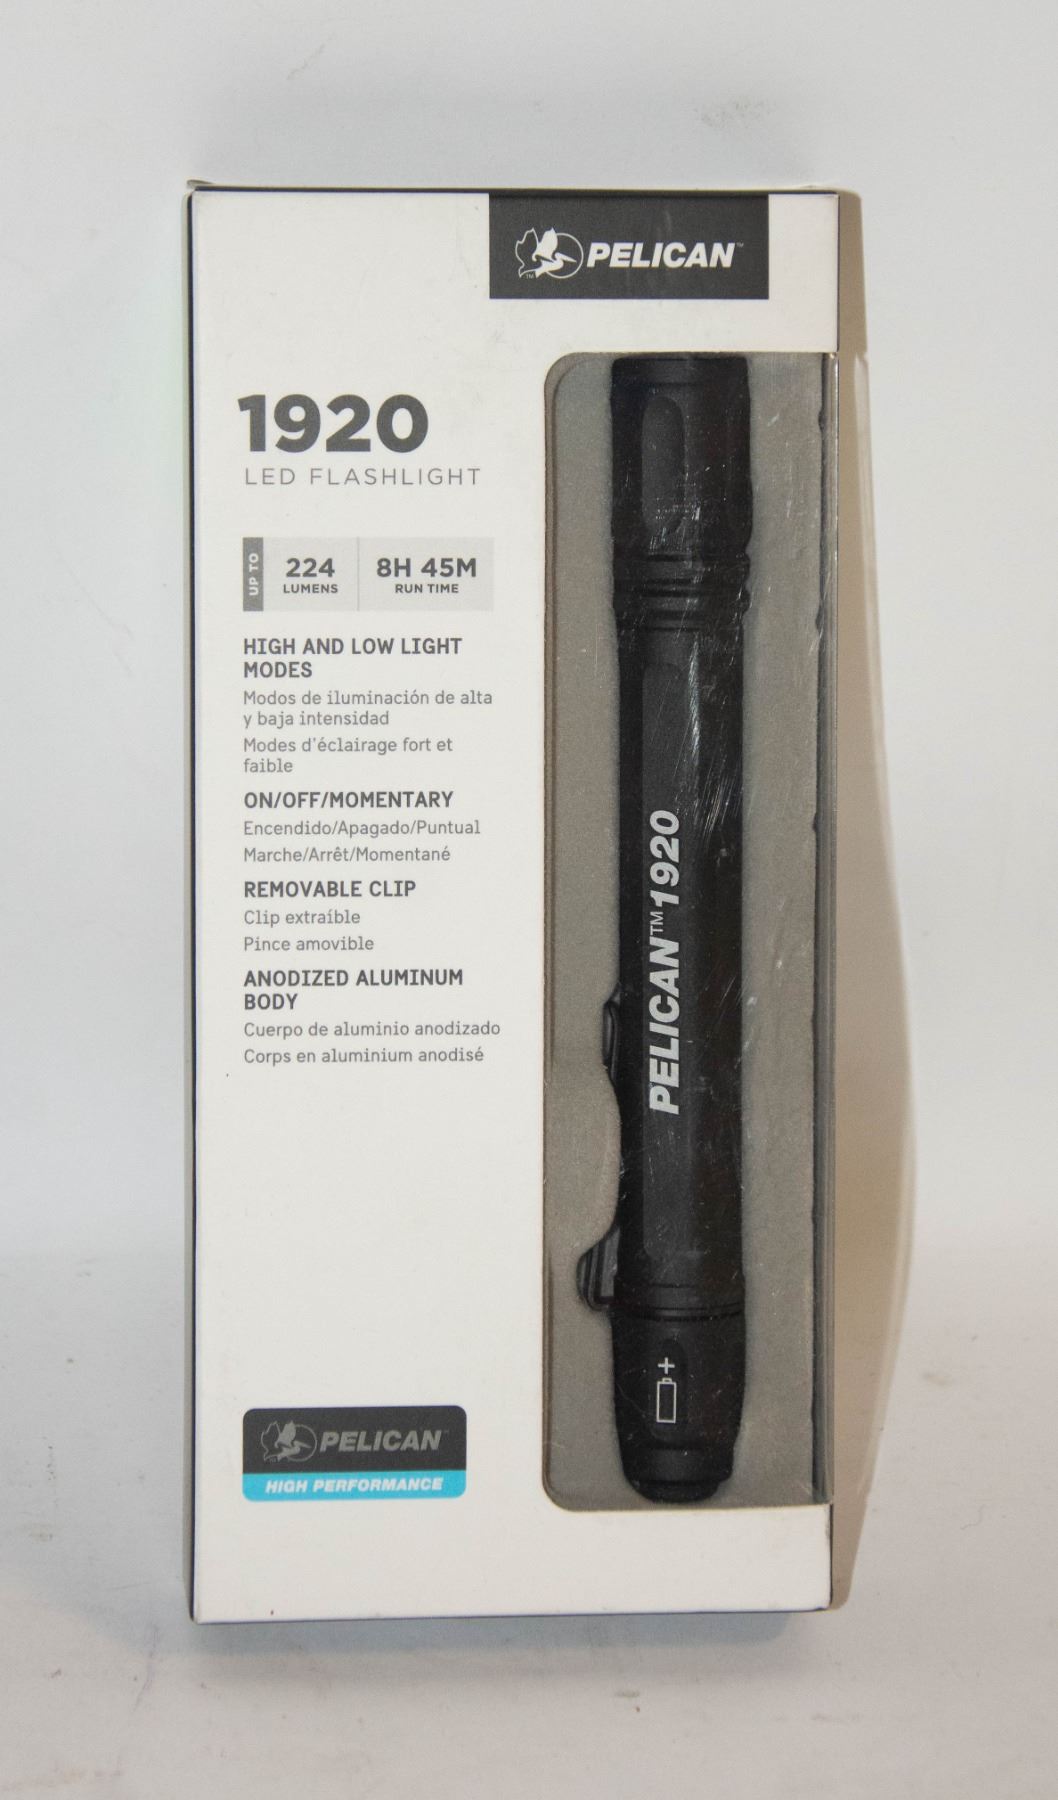 PELICAN™
1920
LED FLASHLIGHT
UP TO
224
LUMENS
8H 45M
RUN TIME
HIGH AND LOW LIGHT
MODES
Modos de iluminación de alta
y baja intensidad
Modes d'éclairage fort et
faible
ON/OFF/MOMENTARY
Encendido/Apagado/Puntual
Marche/Arrêt/Momentané
REMOVABLE CLIP
Clip extraíble
Pince amovible
ANODIZED ALUMINUM
BODY
Cuerpo de aluminio anodizado
Corps en aluminium anodisé
PELICAN™ 1920
+
PELICAN™
HIGH PERFORMANCE